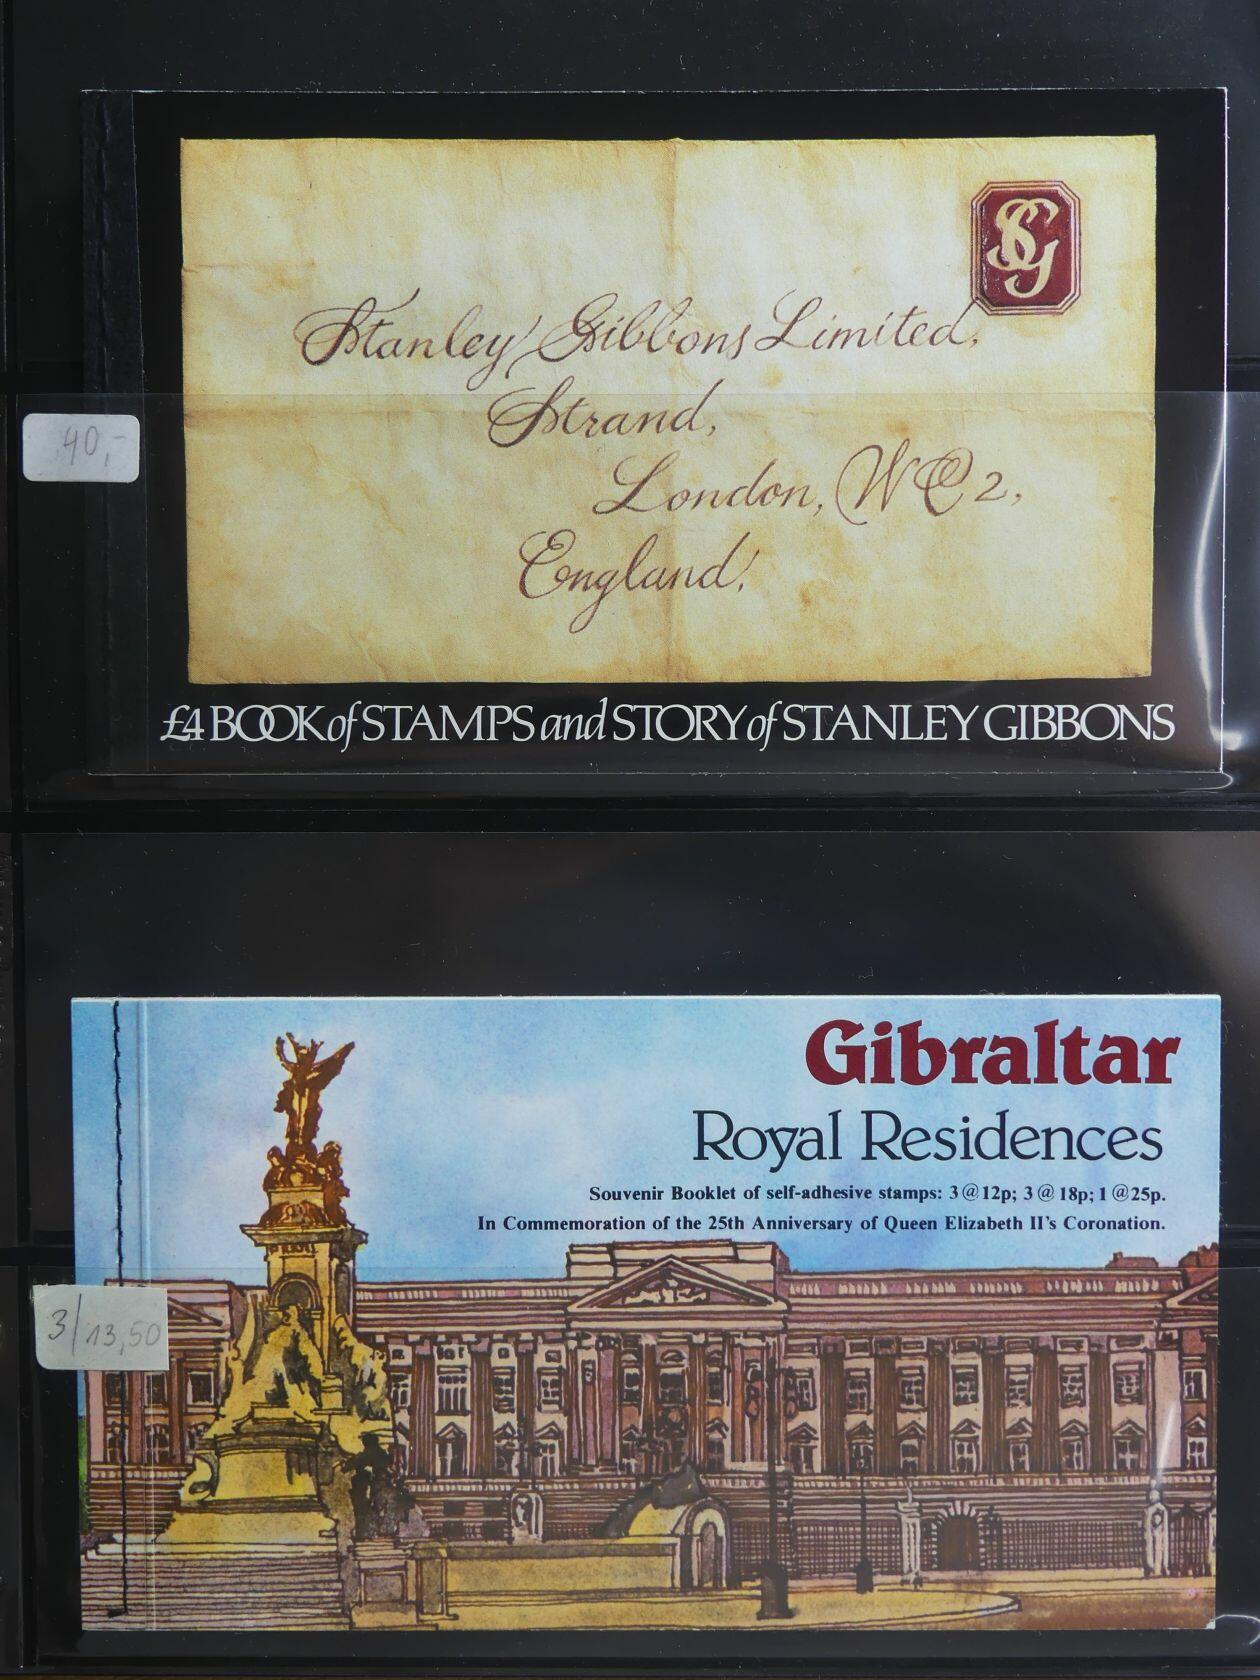 SG
Stanley Gibbons Limited,
Strand,
London, WC2,
England.
40,-
£4 BOOK of STAMPS and STORY of STANLEY GIBBONS
Gibraltar
Royal Residences
Souvenir Booklet of self-adhesive stamps: 3 @ 12p; 3 @ 18p; 1 @ 25p.
In Commemoration of the 25th Anniversary of Queen Elizabeth II's Coronation.
3/13,50